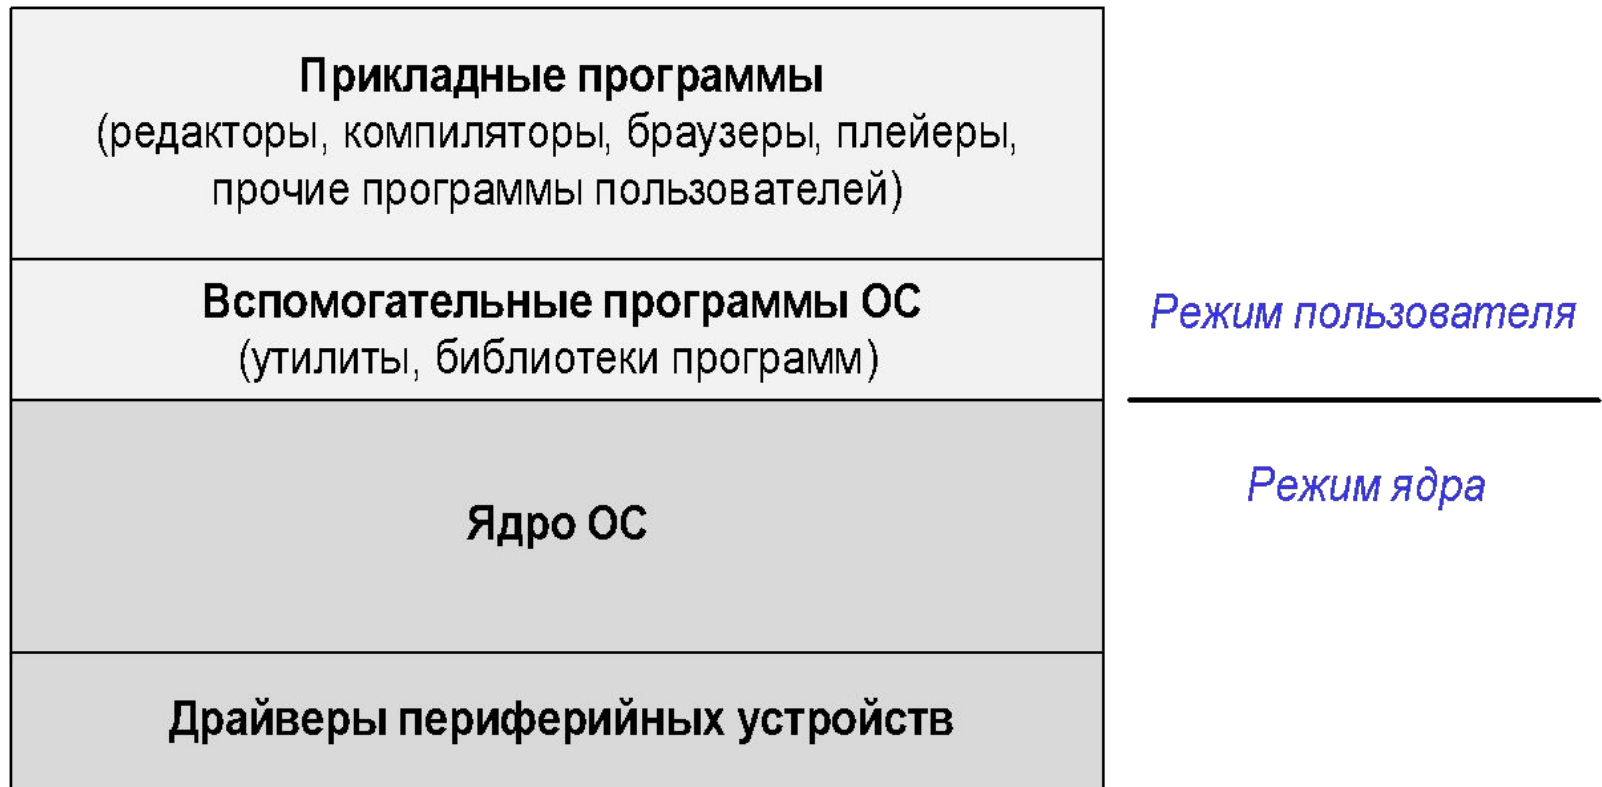 Прикладные программы
(редакторы, компиляторы, браузеры, плейеры,
прочие программы пользователей)
Вспомогательные программы ОС
(утилиты, библиотеки программ)
Режим пользователя
Ядро ОС
Режим ядра
Драйверы периферийных устройств